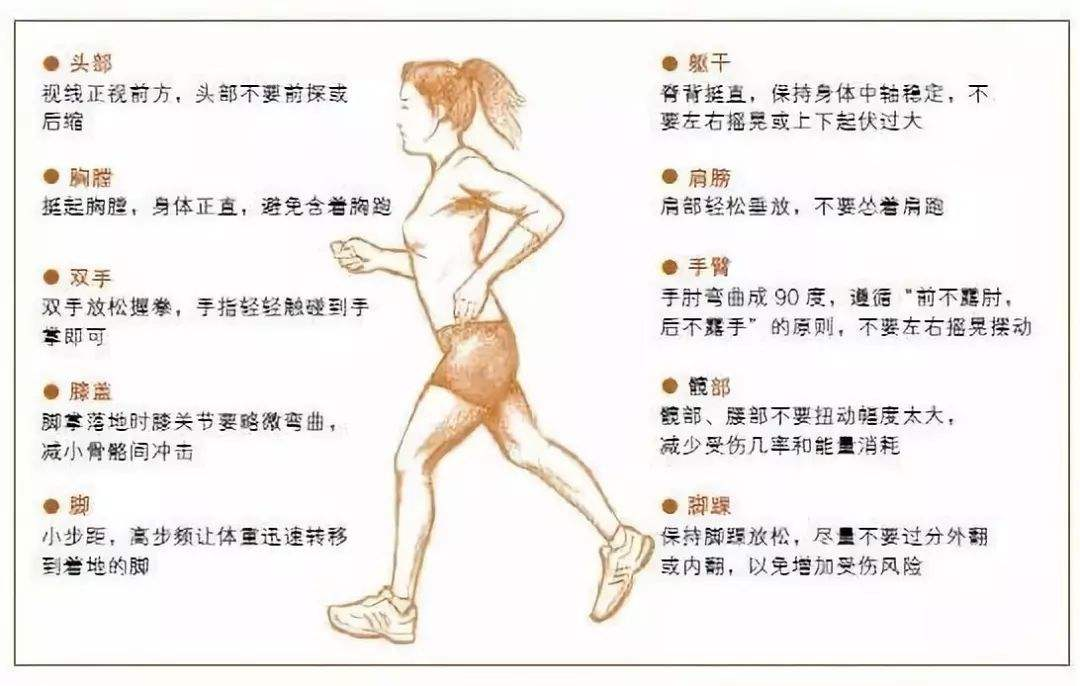 ● 头部
视线正视前方，头部不要前探或
后缩
● 胸膛
挺起胸膛，身体正直，避免含着胸跑
● 双手
双手放松握拳，手指轻轻触碰到手
掌即可
● 膝盖
脚掌落地时膝关节要略微弯曲，
减小骨骼间冲击
● 脚
小步距，高步频让体重迅速转移
到着地的脚
● 躯干
脊背挺直，保持身体中轴稳定，不
要左右摇晃或上下起伏过大
● 肩膀
肩部轻松垂放，不要怂着肩跑
● 手臂
手肘弯曲成 90 度，遵循“前不露肘，
后不露手”的原则，不要左右摇晃摆动
● 髋部
髋部、腰部不要扭动幅度太大，
减少受伤几率和能量消耗
● 脚踝
保持脚踝放松，尽量不要过分外翻
或内翻，以免增加受伤风险